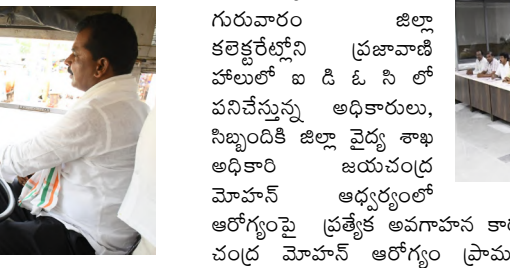 గురువారం జిల్లా
కలెక్టరేట్లోని ప్రజావాణి
హాలులో ఐ డి ఓ సి లో
పనిచేస్తున్న అధికారులు,
సిబ్బందికి జిల్లా వైద్య శాఖ
అధికారి జయచంద్ర
మోహన్ ఆధ్వర్యంలో
ఆరోగ్యంపై ప్రత్యేక అవగాహన
చంద్ర మోహన్ ఆరోగ్యం